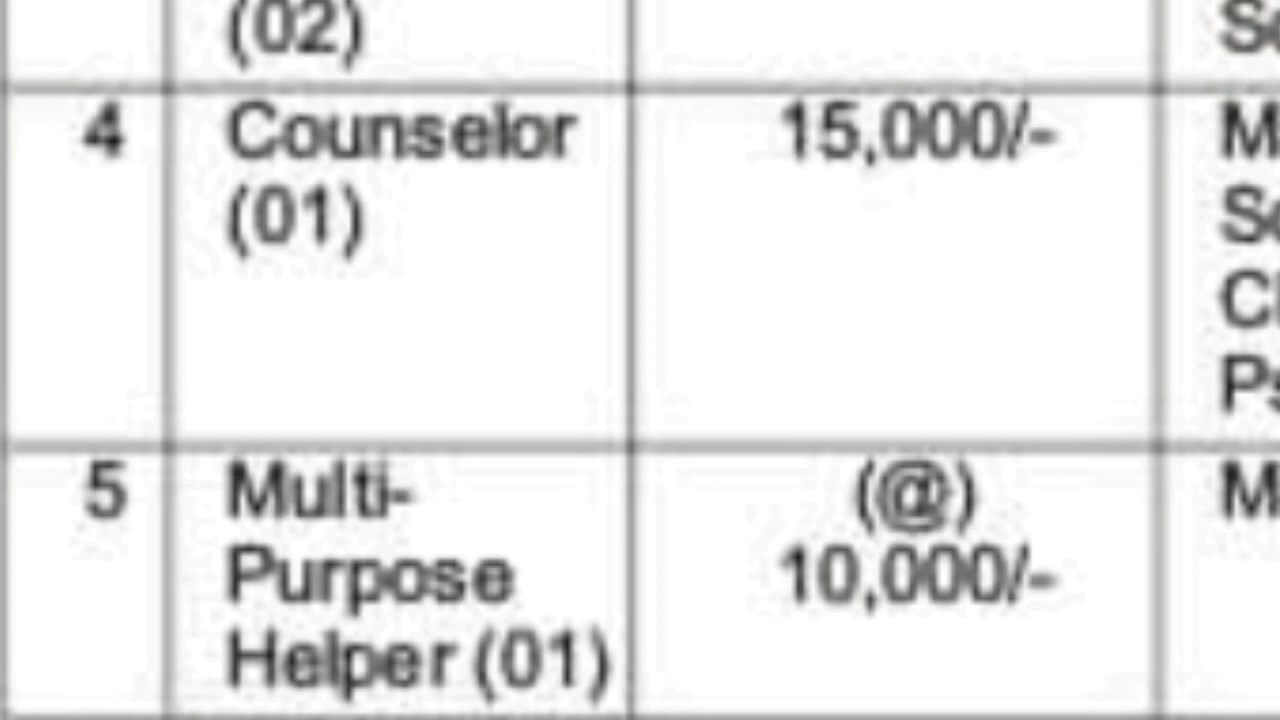 (02)
4 Counselor 15,000/-
(01)
5 Multi- (@)
Purpose 10,000/-
Helper (01)